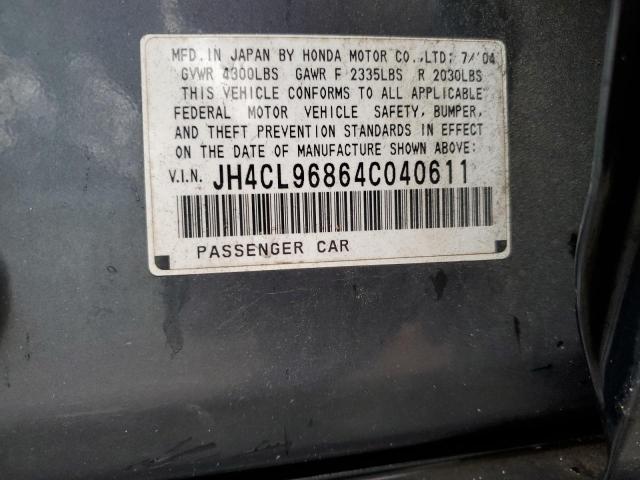 MFD. IN JAPAN BY HONDA MOTOR CO.,LTD; 7/'04
GVWR 4300LBS GAWR F 2335LBS R 2030LBS
THIS VEHICLE CONFORMS TO ALL APPLICABLE
FEDERAL MOTOR VEHICLE SAFETY, BUMPER,
AND THEFT PREVENTION STANDARDS IN EFFECT
ON THE DATE OF MANUFACTURE SHOWN ABOVE:
V.I.N. JH4CL96864C040611
PASSENGER CAR